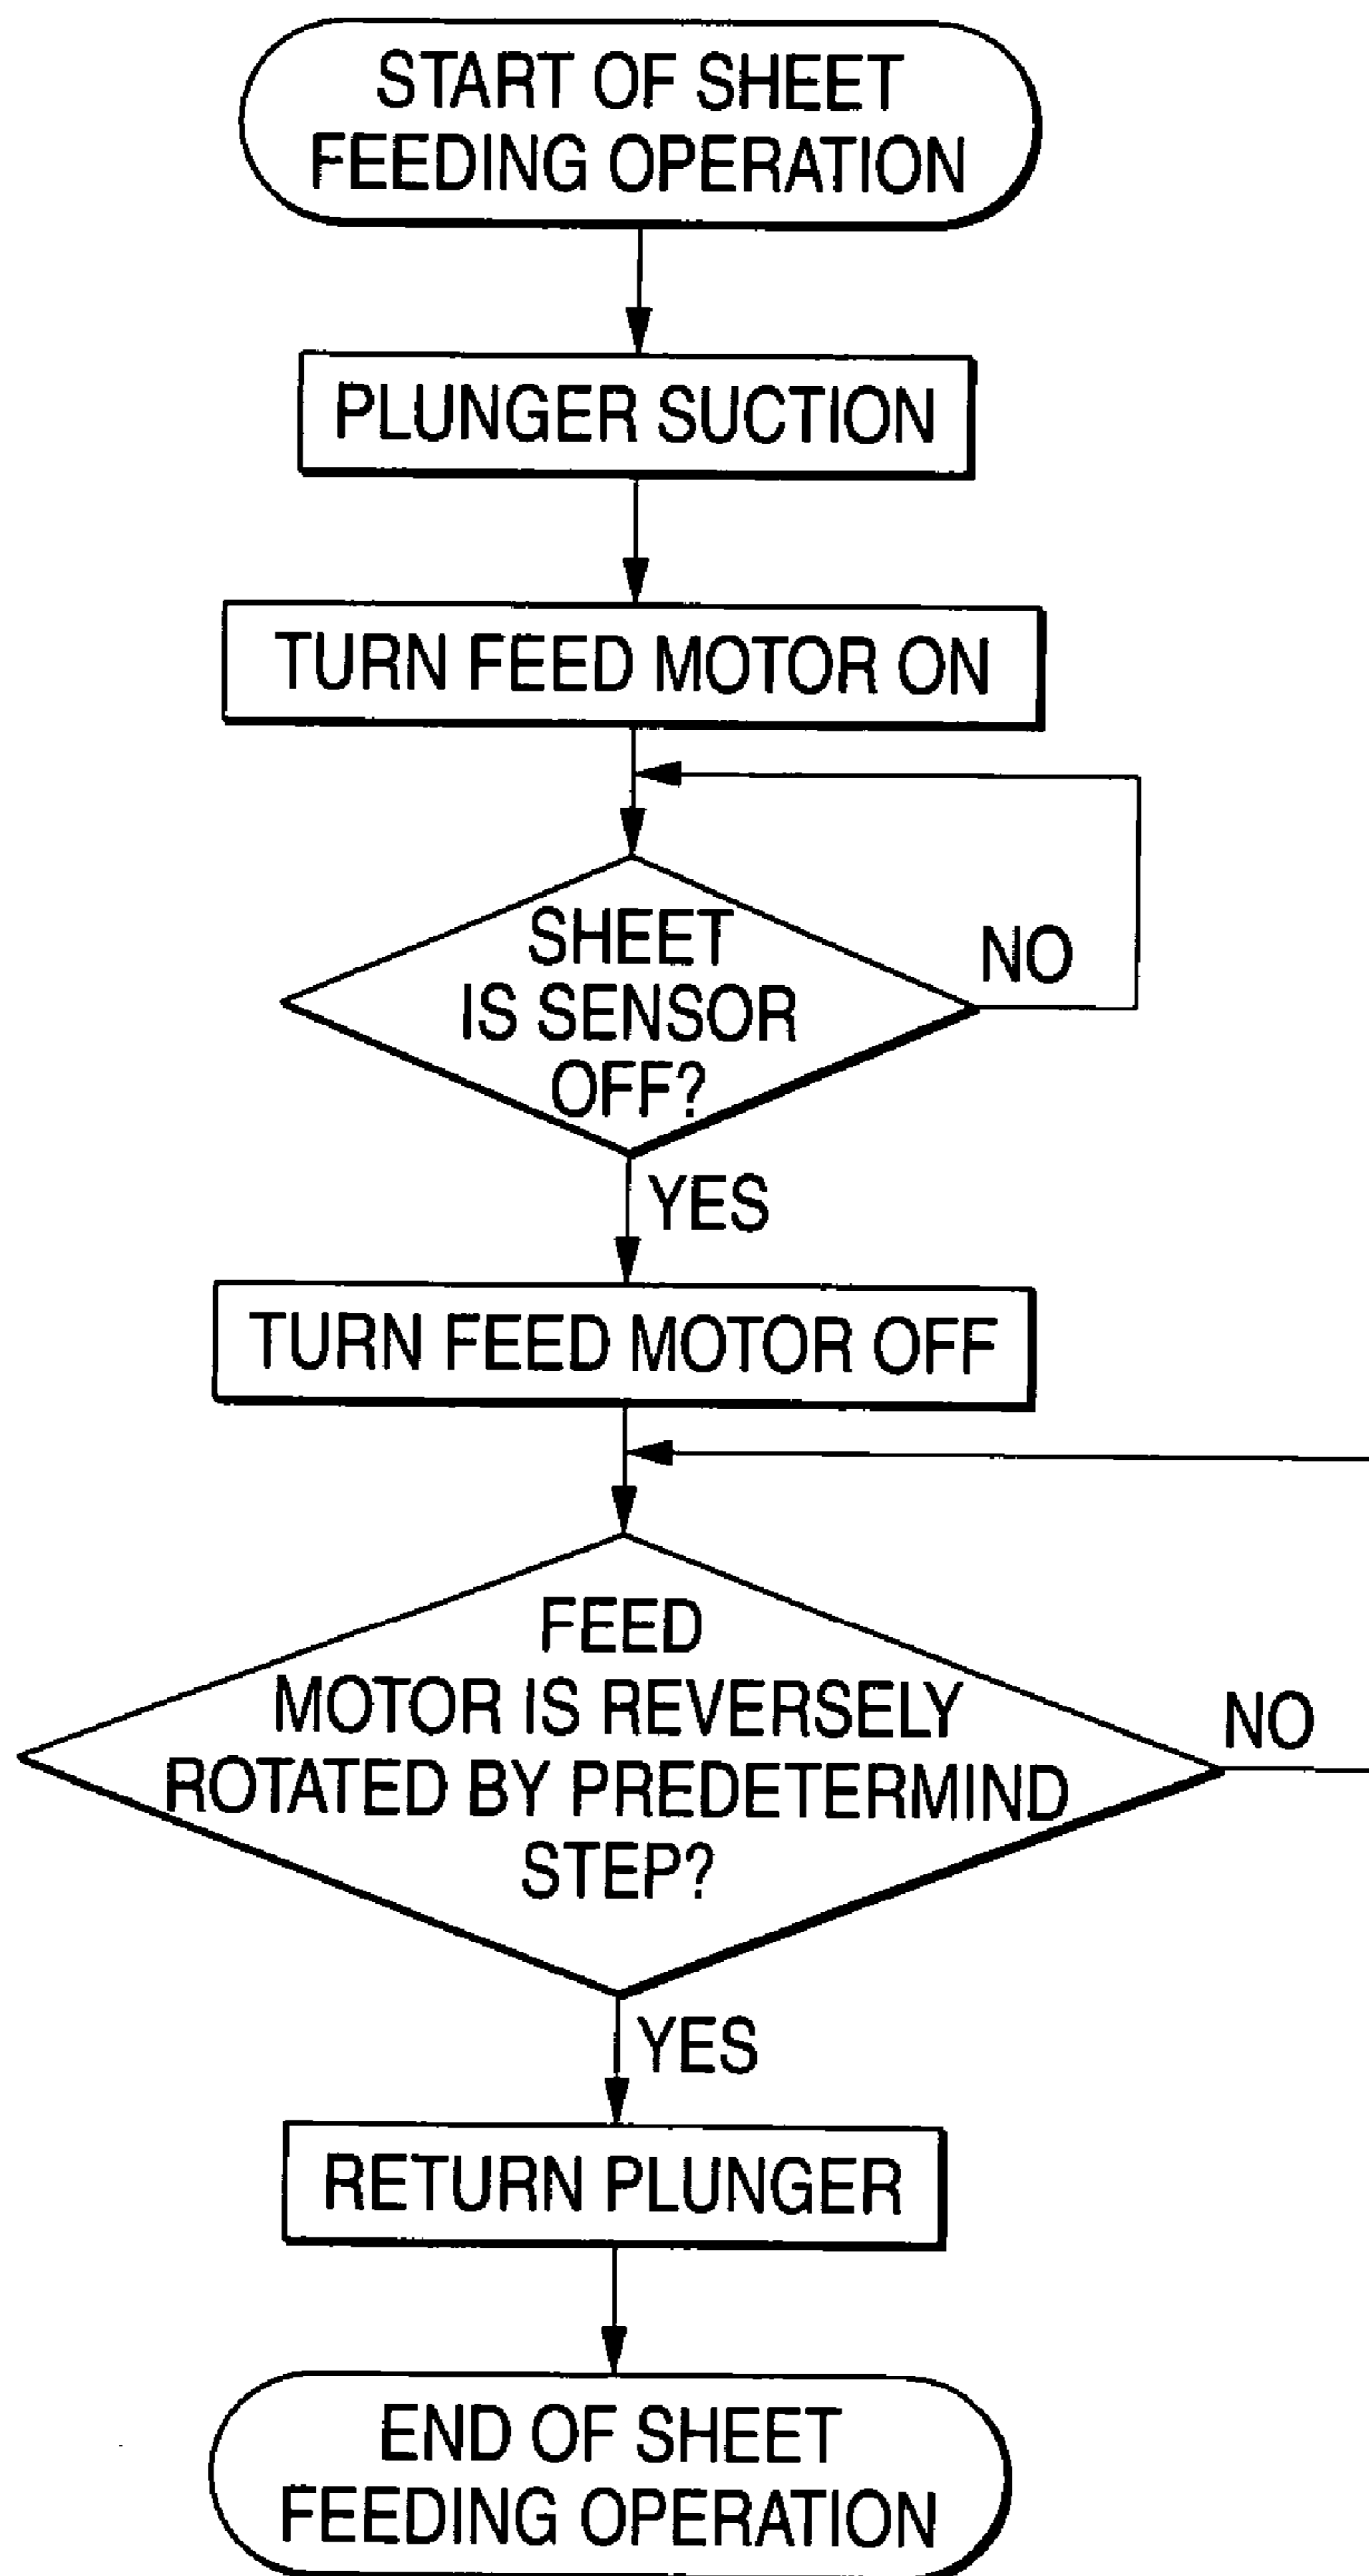 START OF SHEET
FEEDING OPERATION
PLUNGER SUCTION
TURN FEED MOTOR ON
SHEET
IS SENSOR
OFF?
NO
YES
TURN FEED MOTOR OFF
FEED
MOTOR IS REVERSELY
ROTATED BY PREDETERMIND
STEP?
NO
YES
RETURN PLUNGER
END OF SHEET
FEEDING OPERATION